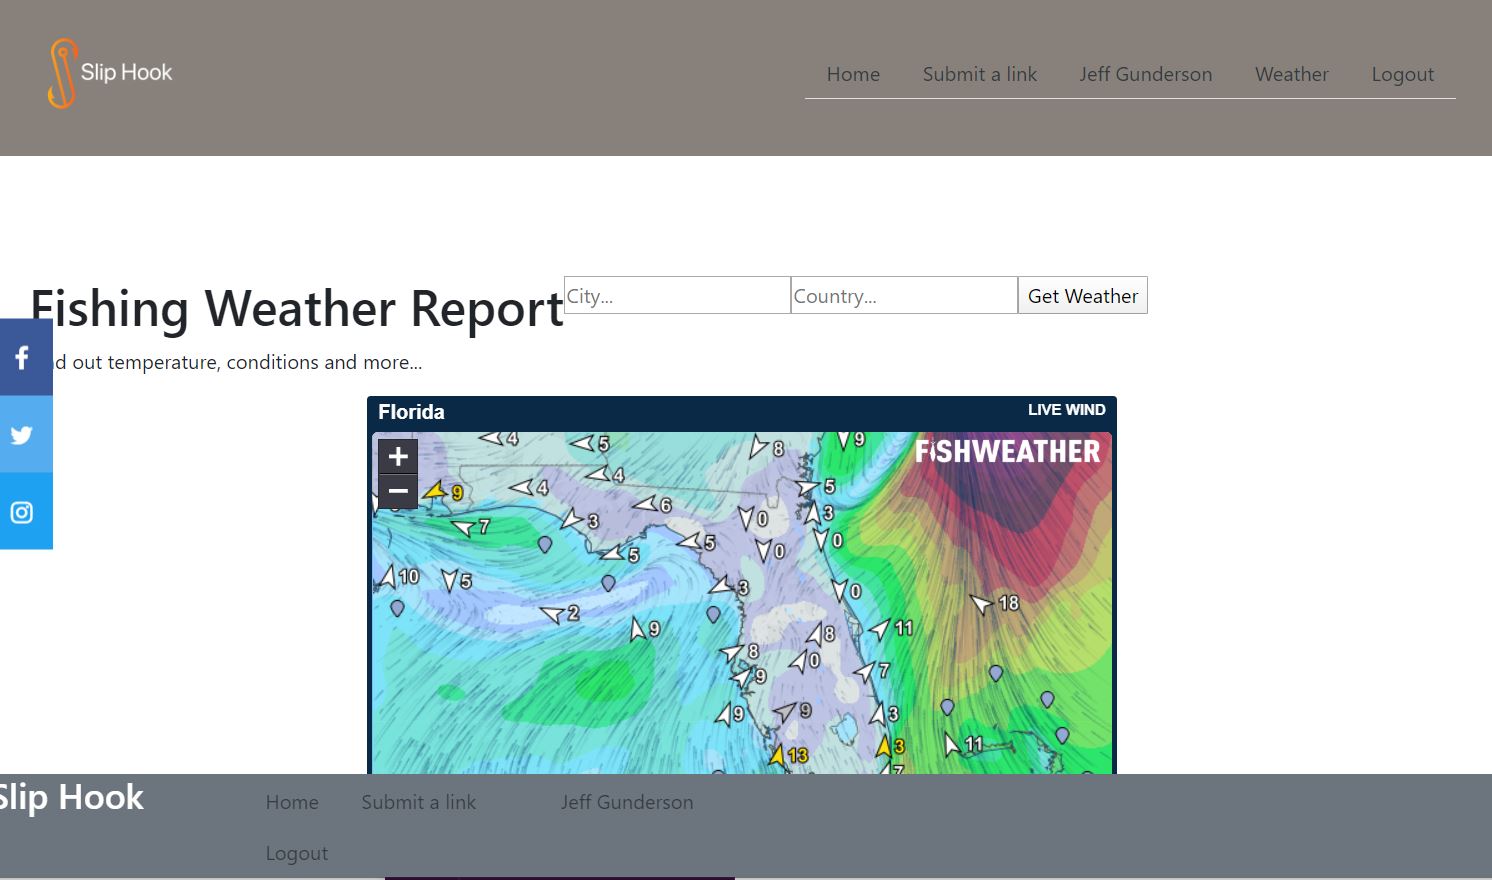 Slip Hook
Home Submit a link Jeff Gunderson Weather Logout
Fishing Weather Report
City... Country... Get Weather
d out temperature, conditions and more...
Florida LIVE WIND
+
FISHWEATHER
−
4 5 8 9
9 4 4 5
7 3 6 0 3
5 5 0 0
10 5 3 0
2 9 18
8 11
8 0
9 7
9 9 3
13 3 11
7
Slip Hook
Home Submit a link Jeff Gunderson
Logout